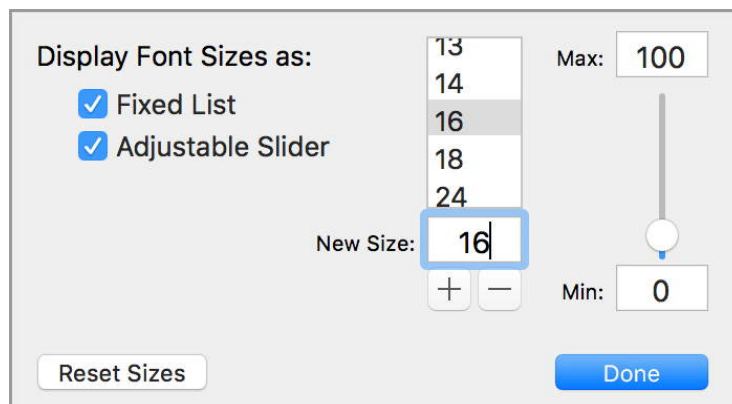 Display Font Sizes as:
Fixed List
Adjustable Slider
13
14
16
18
24
New Size: 16
+ −
Max: 100
Min: 0
Reset Sizes
Done